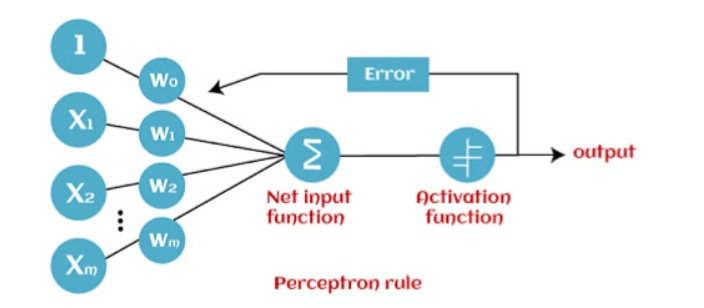 1
W₀
Error
X₁
W₁
Σ
output
X₂
W₂
Net input
function
Activation
function
Wₘ
Xₘ
Perceptron rule